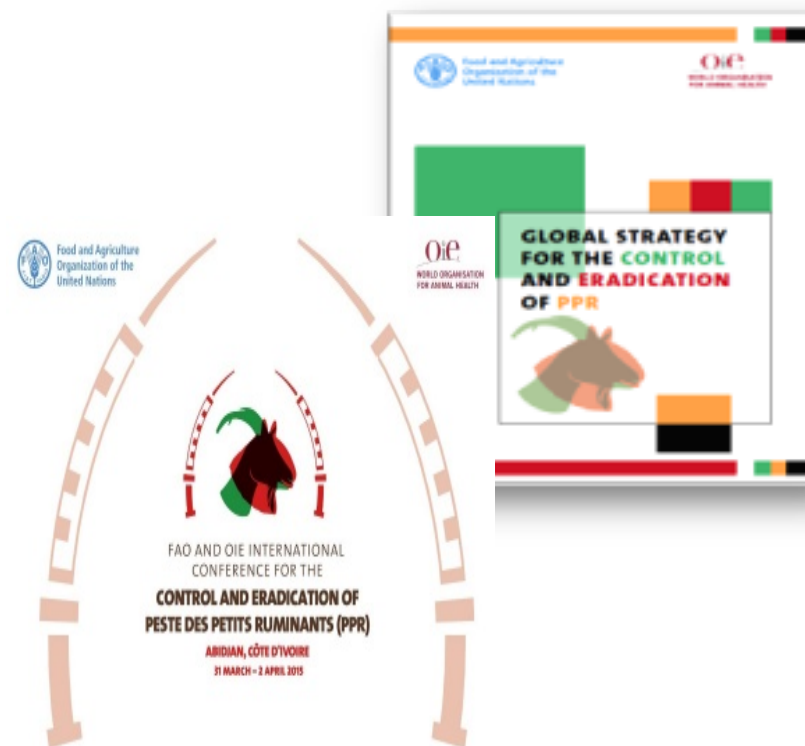 Food and Agriculture
Organization of the
United Nations
OiE
WORLD ORGANISATION
FOR ANIMAL HEALTH
GLOBAL STRATEGY
FOR THE CONTROL
AND ERADICATION
OF PPR
Food and Agriculture
Organization of the
United Nations
OiE
WORLD ORGANISATION
FOR ANIMAL HEALTH
FAO AND OIE INTERNATIONAL
CONFERENCE FOR THE
CONTROL AND ERADICATION OF
PESTE DES PETITS RUMINANTS (PPR)
ABIDJAN, CÔTE D'IVOIRE
31 MARCH – 2 APRIL 2015